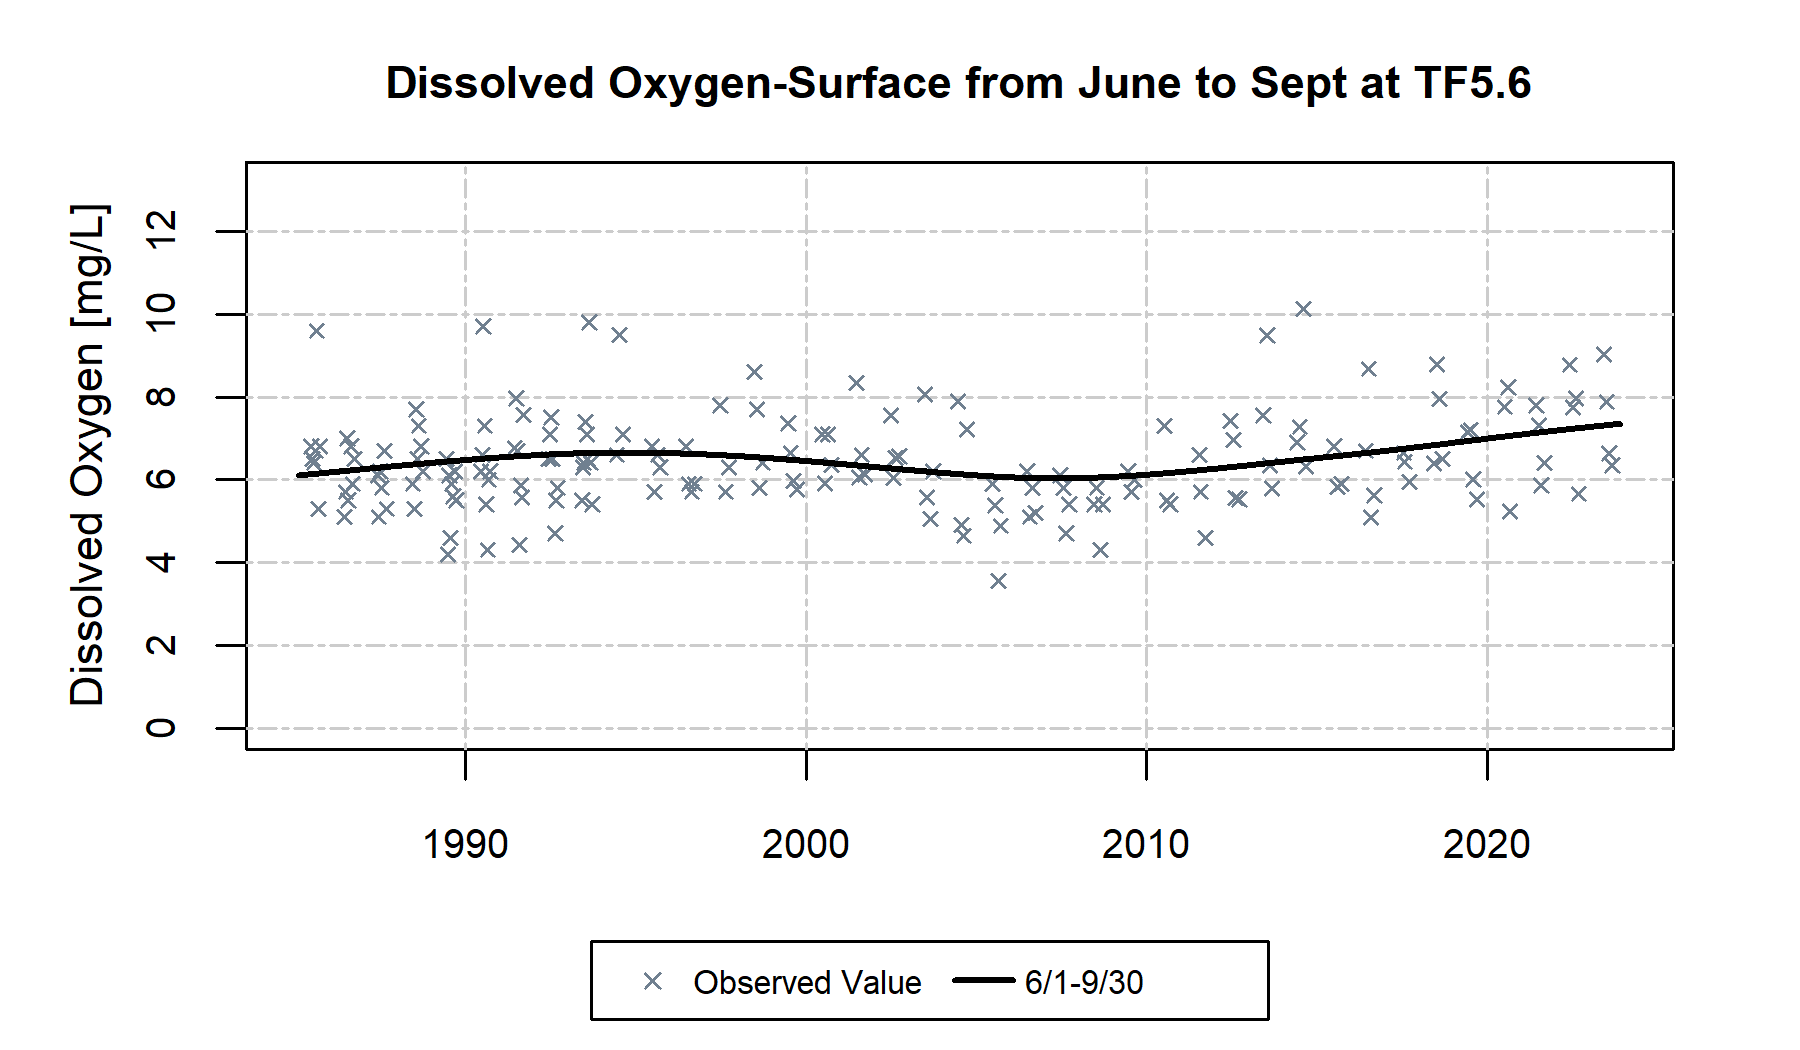 Dissolved Oxygen-Surface from June to Sept at TF5.6
Dissolved Oxygen [mg/L]
12
10
8
6
4
2
0
1990 2000 2010 2020
Observed Value 6/1-9/30